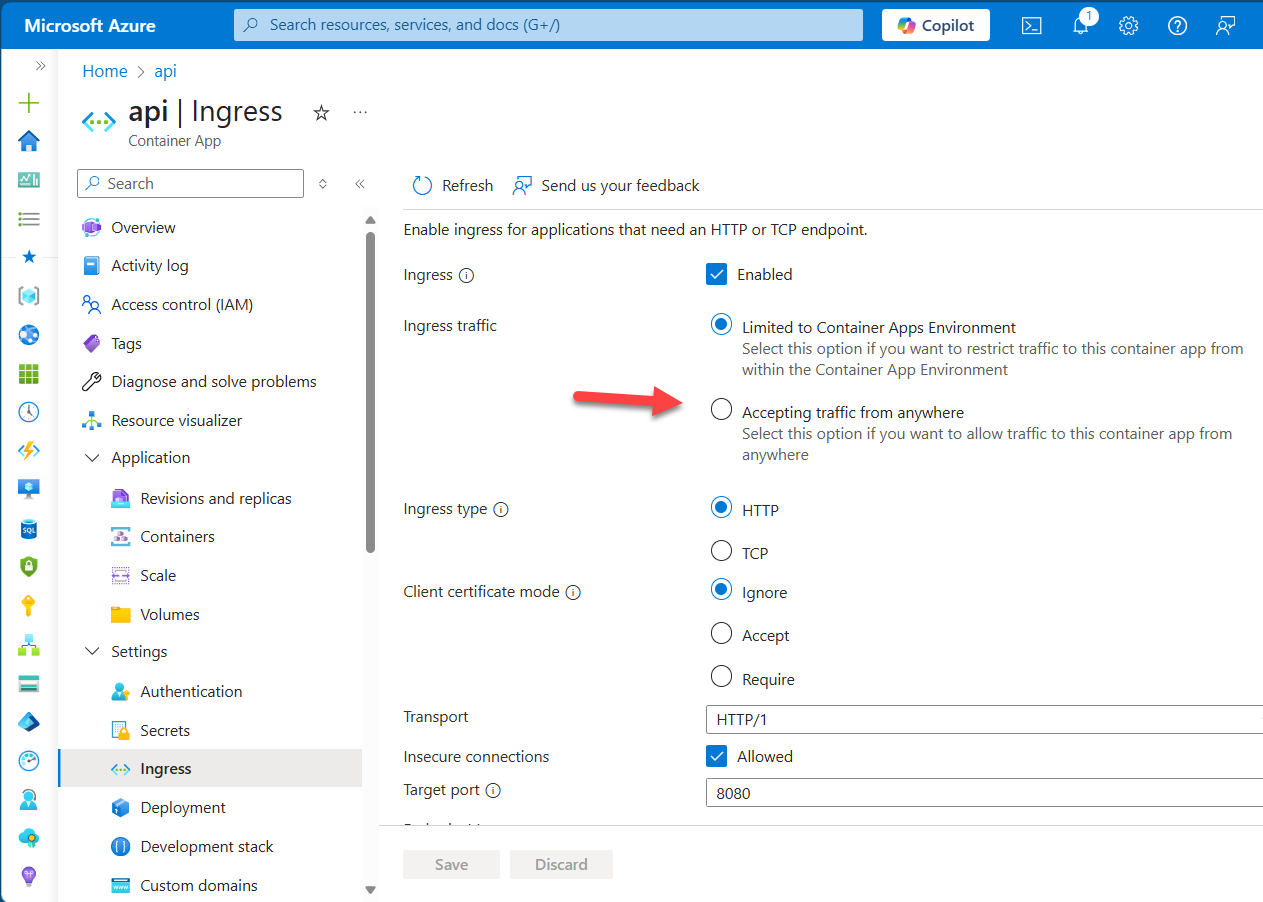 Microsoft Azure
Search resources, services, and docs (G+/)
Copilot
1
Home > api
api | Ingress
Container App
Search
Refresh
Send us your feedback
Overview
Activity log
Access control (IAM)
Tags
Diagnose and solve problems
Resource visualizer
Application
Revisions and replicas
Containers
Scale
Volumes
Settings
Authentication
Secrets
Ingress
Deployment
Development stack
Custom domains
Enable ingress for applications that need an HTTP or TCP endpoint.
Ingress
Enabled
Ingress traffic
Limited to Container Apps Environment
Select this option if you want to restrict traffic to this container app from
within the Container App Environment
Accepting traffic from anywhere
Select this option if you want to allow traffic to this container app from
anywhere
Ingress type
HTTP
TCP
Client certificate mode
Ignore
Accept
Require
Transport
HTTP/1
Insecure connections
Allowed
Target port
8080
Save
Discard